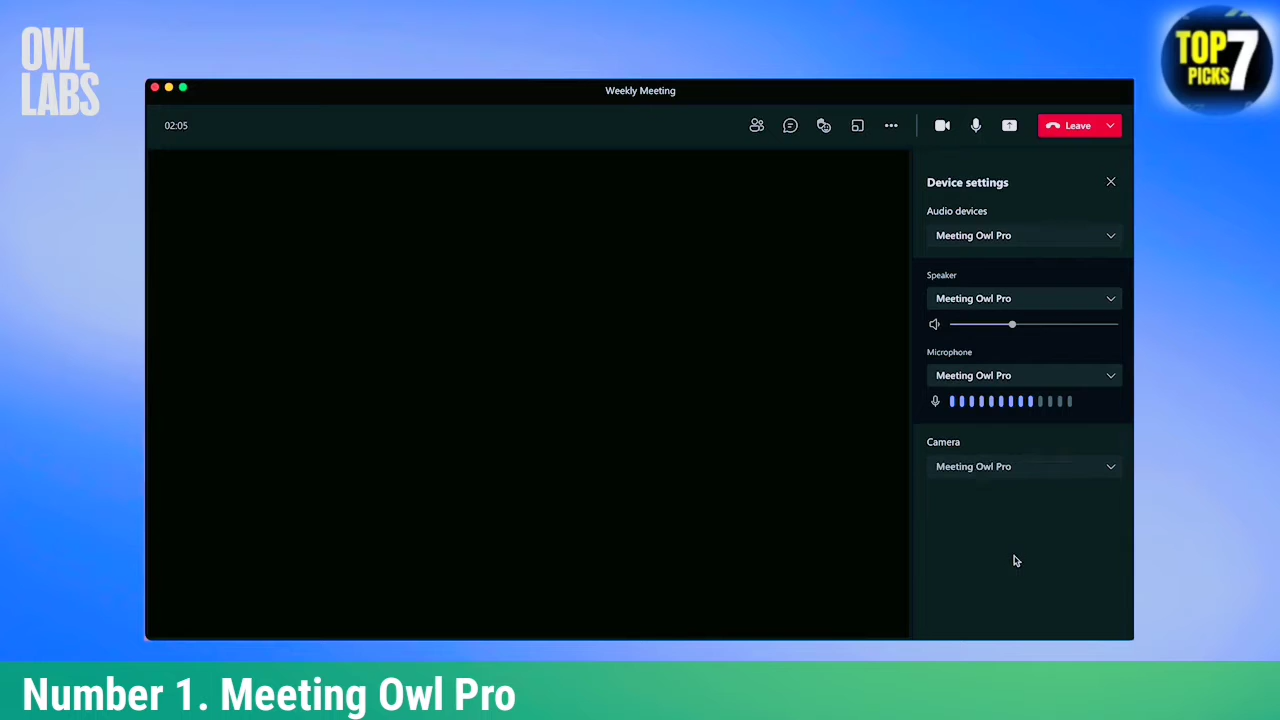 OWL
LABS
TOP 7
PICKS
Weekly Meeting
02:05
Leave
Device settings
Audio devices
Meeting Owl Pro
Speaker
Meeting Owl Pro
Microphone
Meeting Owl Pro
Camera
Meeting Owl Pro
Number 1. Meeting Owl Pro